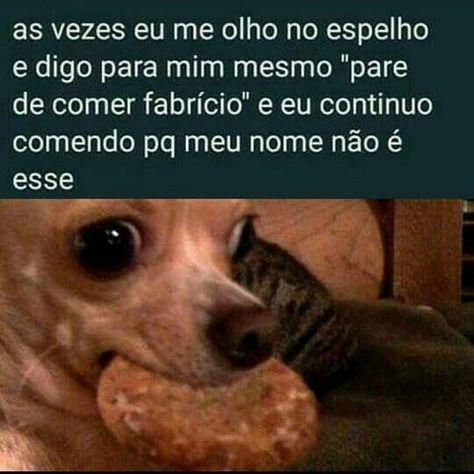 as vezes eu me olho no espelho
e digo para mim mesmo "pare
de comer fabrício" e eu continuo
comendo pq meu nome não é
esse